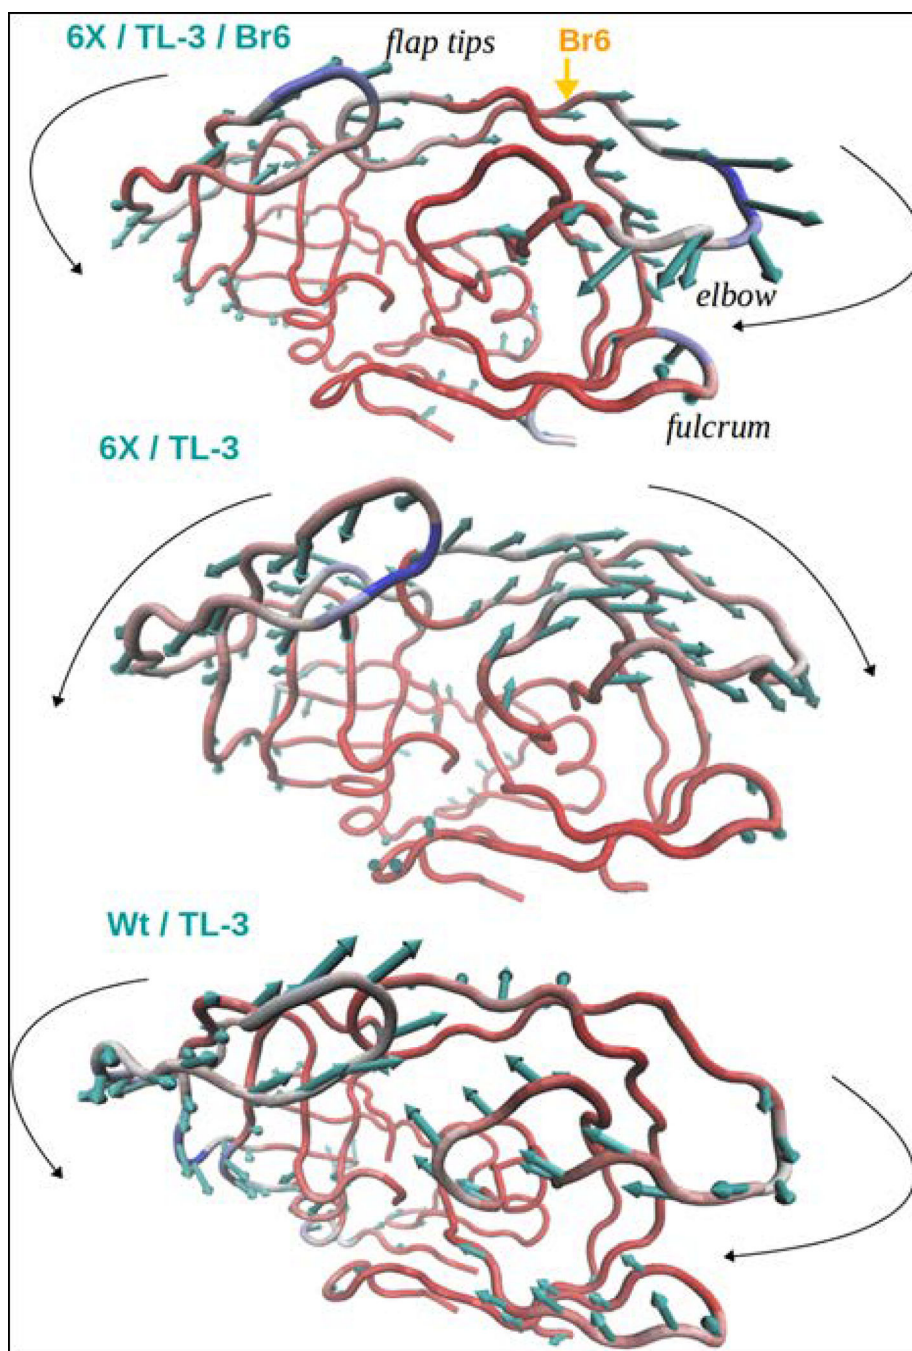 6X / TL-3 / Br6
flap tips
Br6
elbow
fulcrum
6X / TL-3
Wt / TL-3